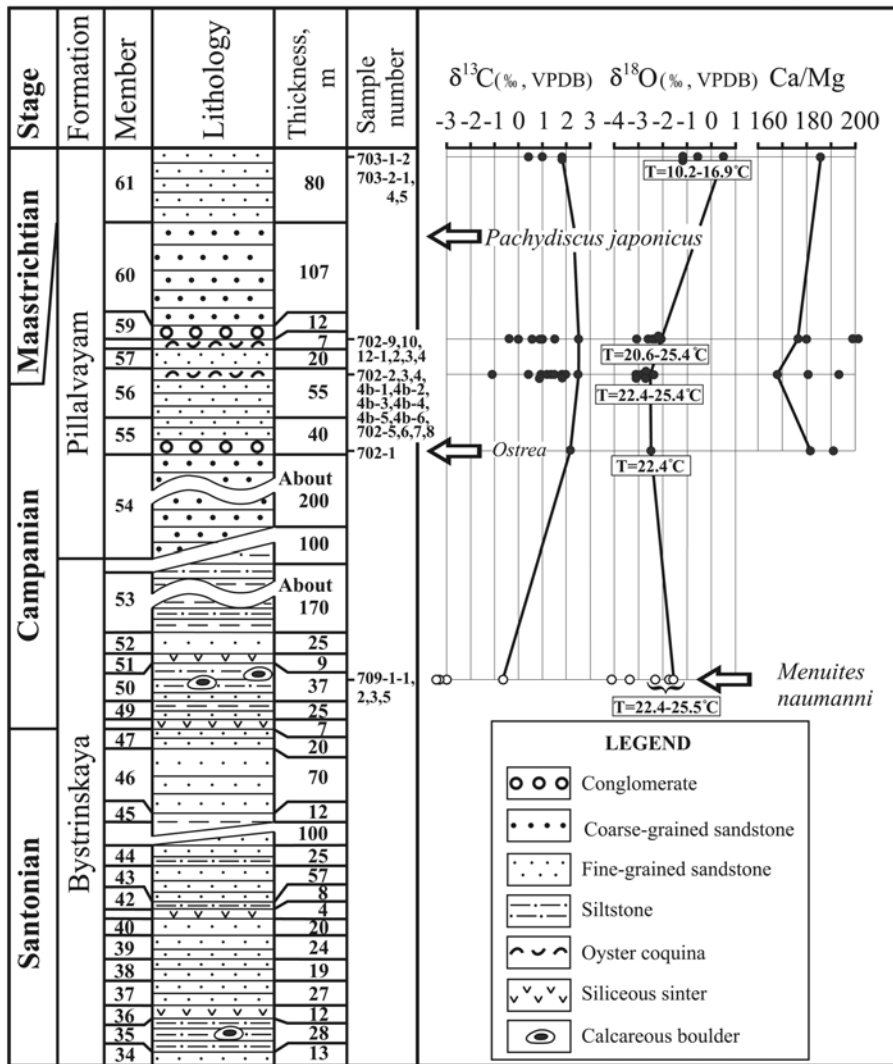 Stage
Formation
Member
Lithology
Thickness, m
Sample number
δ13C(‰, VPDB)
δ18O(‰, VPDB)
Ca/Mg
-3 -2 -1 0 1 2 3
-4 -3 -2 -1 0 1
160 180 200
Maastrichtian
Campanian
Santonian
Pillalvayam
Bystrinskaya
61
60
59
57
56
55
54
53
52
51
50
49
47
46
45
44
43
42
40
39
38
37
36
35
34
80
107
12
7
20
55
40
About
200
100
About
170
25
9
37
25
7
20
70
12
100
25
57
8
4
20
24
19
27
12
28
13
703-1-2
703-2-1,
4,5
702-9,10,
12-1,2,3,4
702-2,3,4,
4b-1,4b-2,
4b-3,4b-4,
4b-5,4b-6,
702-5,6,7,8
702-1
709-1-1,
2,3,5
T=10.2-16.9°C
Pachydiscus japonicus
T=20.6-25.4°C
T=22.4-25.4°C
Ostrea
T=22.4°C
Menuites
naumanni
T=22.4-25.5°C
LEGEND
Conglomerate
Coarse-grained sandstone
Fine-grained sandstone
Siltstone
Oyster coquina
Siliceous sinter
Calcareous boulder